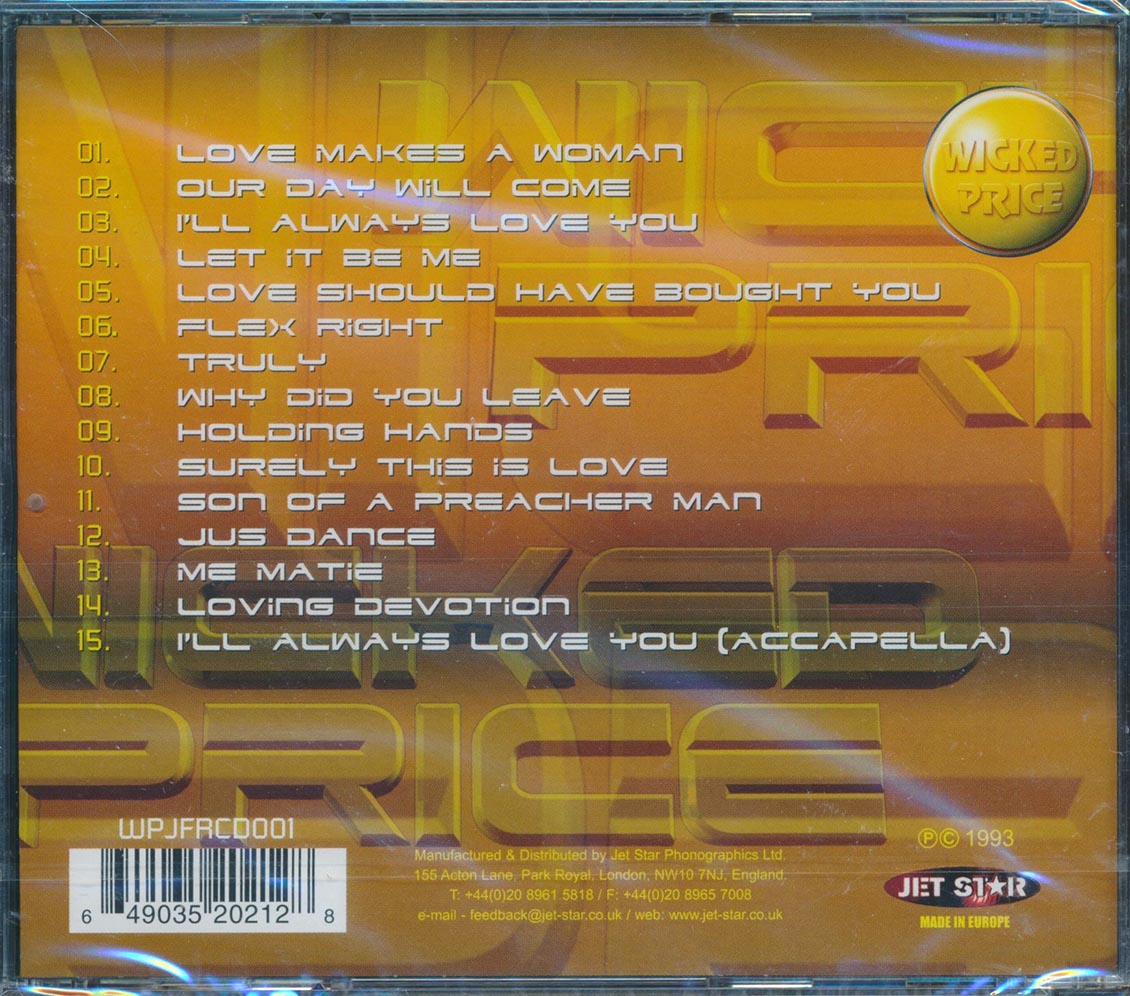 WICKED
PRICE
01. LOVE MAKES A WOMAN
02. OUR DAY WiLL COME
03. I'LL ALWAYS LOVE YOU
04. LET iT BE ME
05. LOVE SHOULD HAVE BOUGHT YOU
06. FLEX RiGHT
07. TRULY
08. WHY DiD YOU LEAVE
09. HOLDiNG HANDS
10. SURELY THiS iS LOVE
11. SON OF A PREACHER MAN
12. JUS DANCE
13. ME MATiE
14. LOViNG DEVOTiON
15. I'LL ALWAYS LOVE YOU (ACCAPELLA)
WICKED
PRICE
WPJFRCD001
6 49035 20212 8
Manufactured & Distributed by Jet Star Phonographics Ltd.
155 Acton Lane, Park Royal, London, NW10 7NJ, England.
T: +44(0)20 8961 5818 / F: +44(0)20 8965 7008
e-mail - feedback@jet-star.co.uk / web: www.jet-star.co.uk
℗© 1993
JET ST★R
MADE IN EUROPE